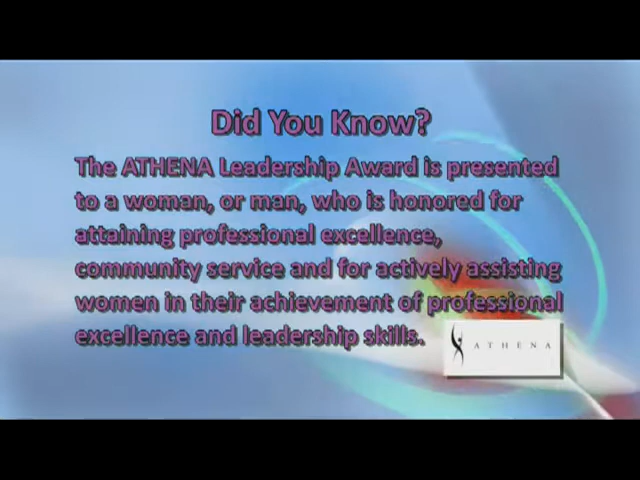 Did You Know?
The ATHENA Leadership Award is presented
to a woman, or man, who is honored for
attaining professional excellence,
community service and for actively assisting
women in their achievement of professional
excellence and leadership skills.
ATHENA